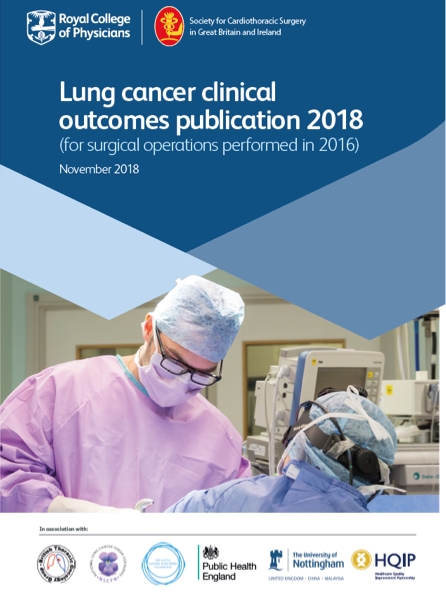 Royal College
of Physicians
Society for Cardiothoracic Surgery
in Great Britain and Ireland
Lung cancer clinical
outcomes publication 2018
(for surgical operations performed in 2016)
November 2018
In association with:
Public Health
England
The University of
Nottingham
UNITED KINGDOM · CHINA · MALAYSIA
HQIP
Healthcare Quality
Improvement Partnership